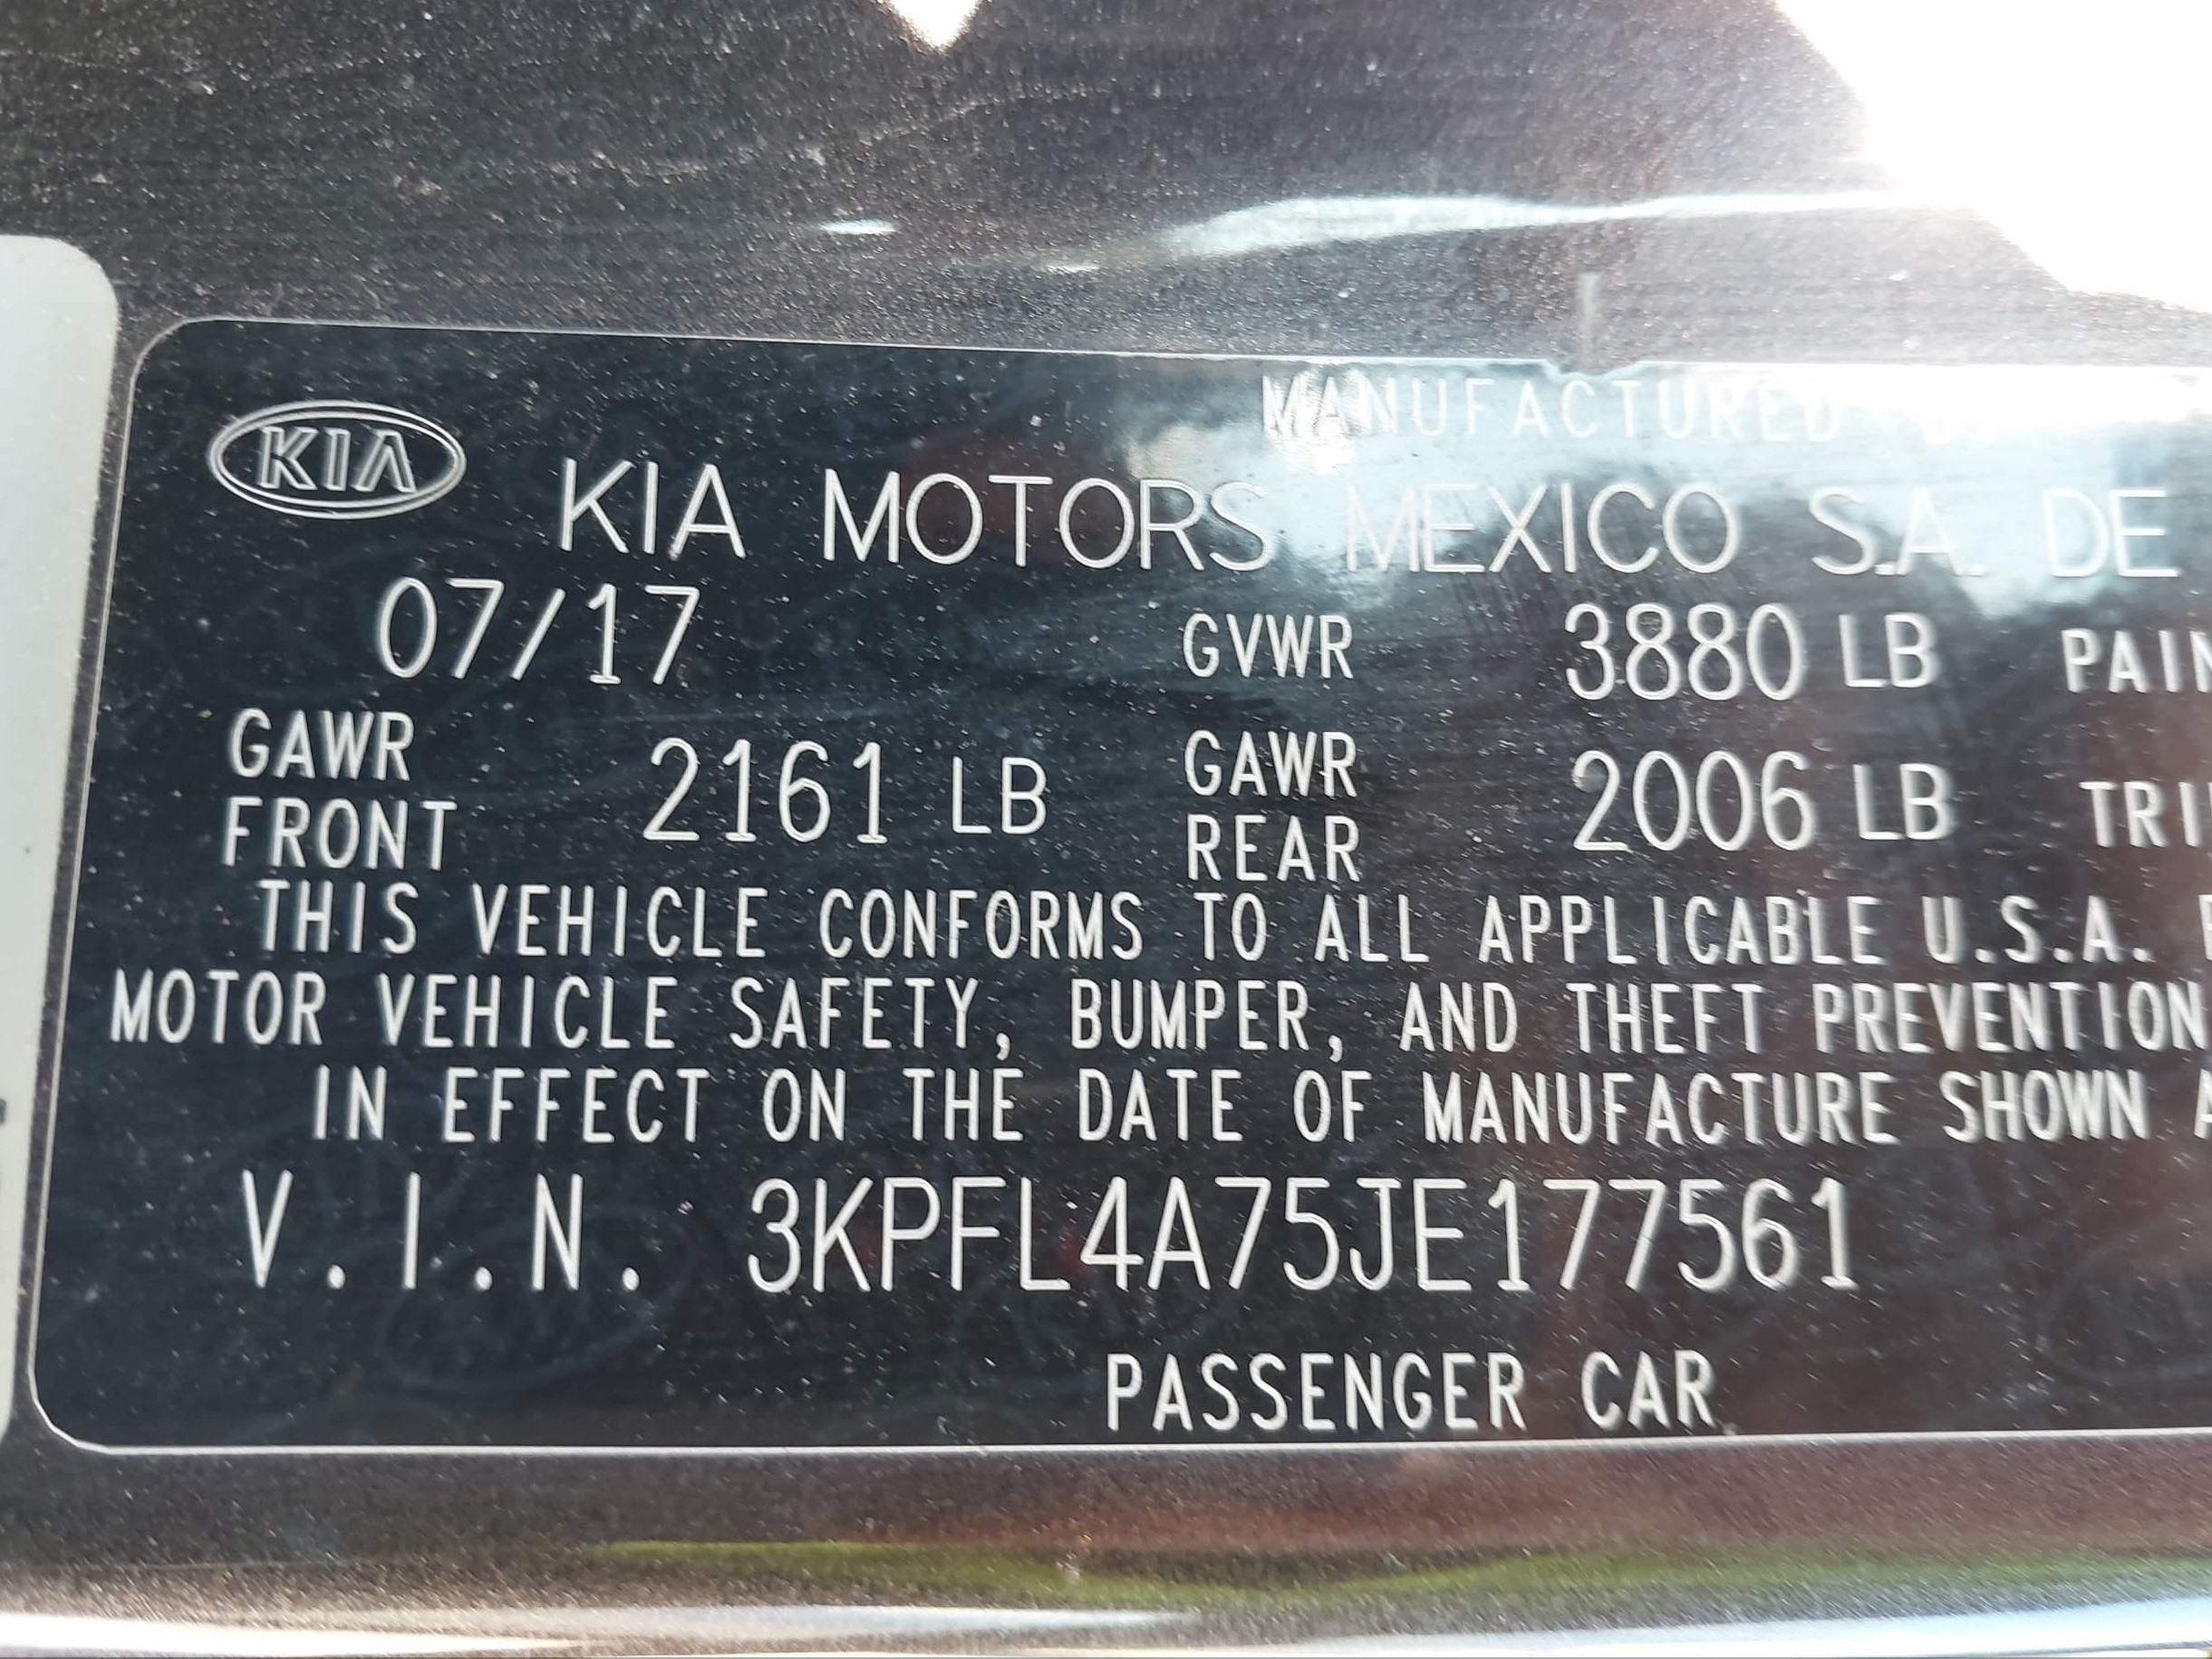 MANUFACTURED
KIA KIA MOTORS MEXICO S.A. DE
07/17 GVWR 3880 LB PAIN
GAWR FRONT 2161 LB GAWR REAR 2006 LB TRI
THIS VEHICLE CONFORMS TO ALL APPLICABLE U.S.A.
MOTOR VEHICLE SAFETY, BUMPER, AND THEFT PREVENTION
IN EFFECT ON THE DATE OF MANUFACTURE SHOWN
V.I.N. 3KPFL4A75JE177561
PASSENGER CAR